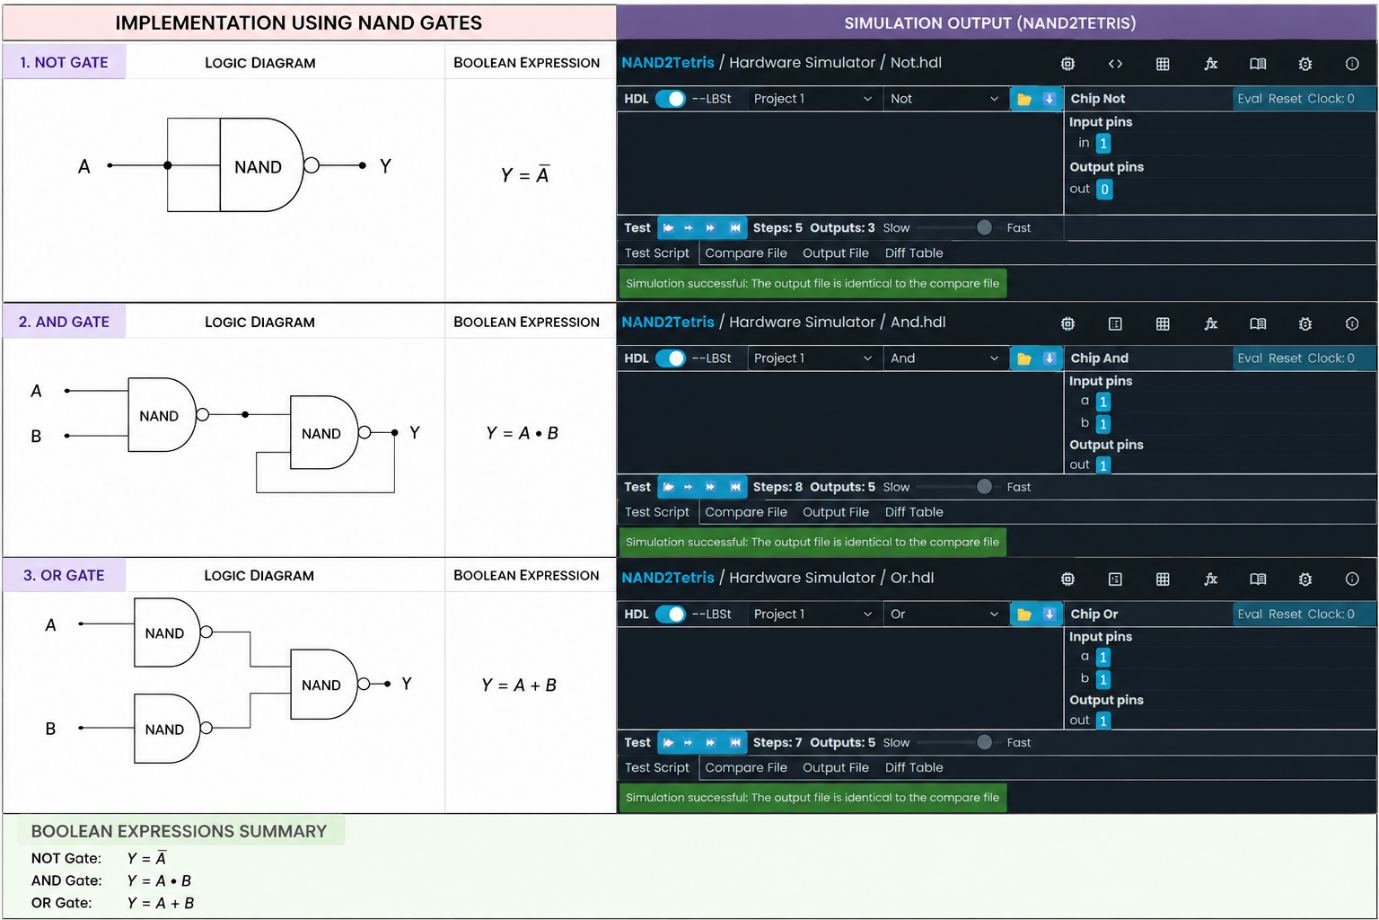 IMPLEMENTATION USING NAND GATES
SIMULATION OUTPUT (NAND2TETRIS)
1. NOT GATE
LOGIC DIAGRAM
BOOLEAN EXPRESSION
A
NAND
Y
Y = A̅
NAND2Tetris / Hardware Simulator / Not.hdl
HDL --LBSt Project 1 Not
Chip Not
Eval Reset Clock: 0
Input pins
in 1
Output pins
out 0
Test Steps: 5 Outputs: 3 Slow Fast
Test Script Compare File Output File Diff Table
Simulation successful: The output file is identical to the compare file
2. AND GATE
LOGIC DIAGRAM
BOOLEAN EXPRESSION
A
B
NAND
NAND
Y
Y = A • B
NAND2Tetris / Hardware Simulator / And.hdl
HDL --LBSt Project 1 And
Chip And
Eval Reset Clock: 0
Input pins
a 1
b 1
Output pins
out 1
Test Steps: 8 Outputs: 5 Slow Fast
Test Script Compare File Output File Diff Table
Simulation successful: The output file is identical to the compare file
3. OR GATE
LOGIC DIAGRAM
BOOLEAN EXPRESSION
A
NAND
B
NAND
NAND
Y
Y = A + B
NAND2Tetris / Hardware Simulator / Or.hdl
HDL --LBSt Project 1 Or
Chip Or
Eval Reset Clock: 0
Input pins
a 1
b 1
Output pins
out 1
Test Steps: 7 Outputs: 5 Slow Fast
Test Script Compare File Output File Diff Table
Simulation successful: The output file is identical to the compare file
BOOLEAN EXPRESSIONS SUMMARY
NOT Gate: Y = A̅
AND Gate: Y = A • B
OR Gate: Y = A + B